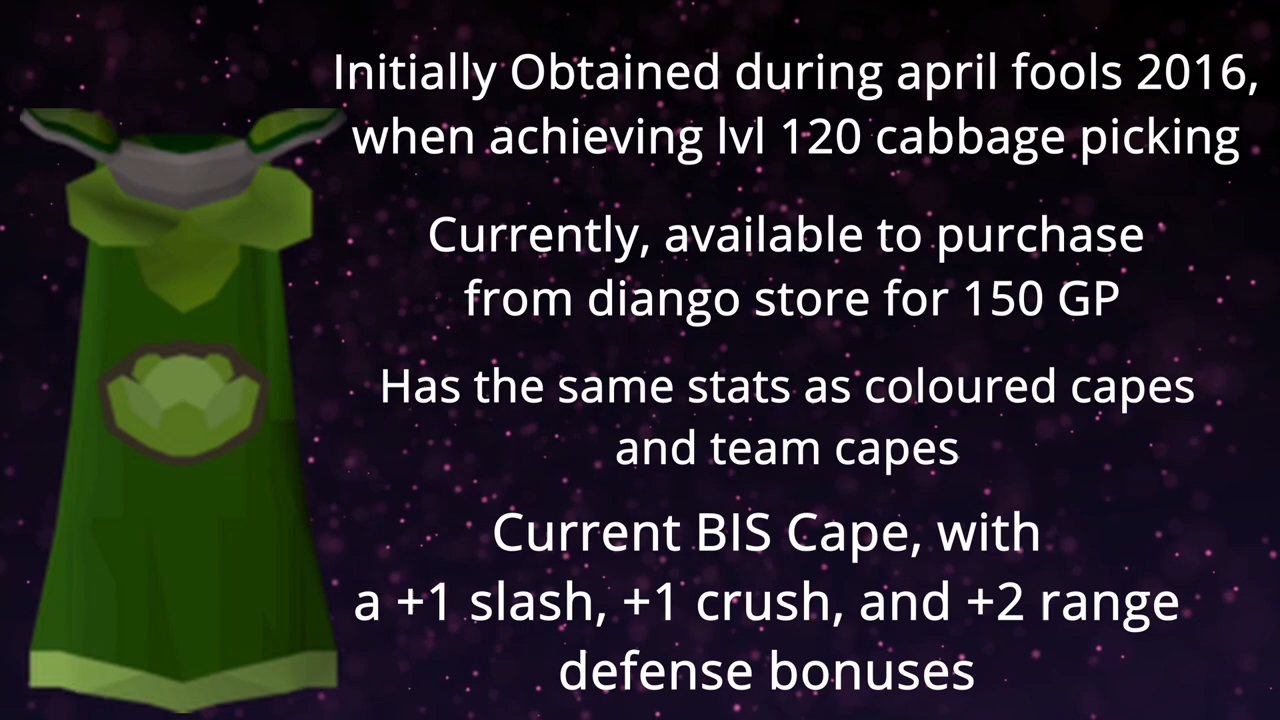 Initially Obtained during april fools 2016,
when achieving lvl 120 cabbage picking
Currently, available to purchase
from diango store for 150 GP
Has the same stats as coloured capes
and team capes
Current BIS Cape, with
a +1 slash, +1 crush, and +2 range
defense bonuses